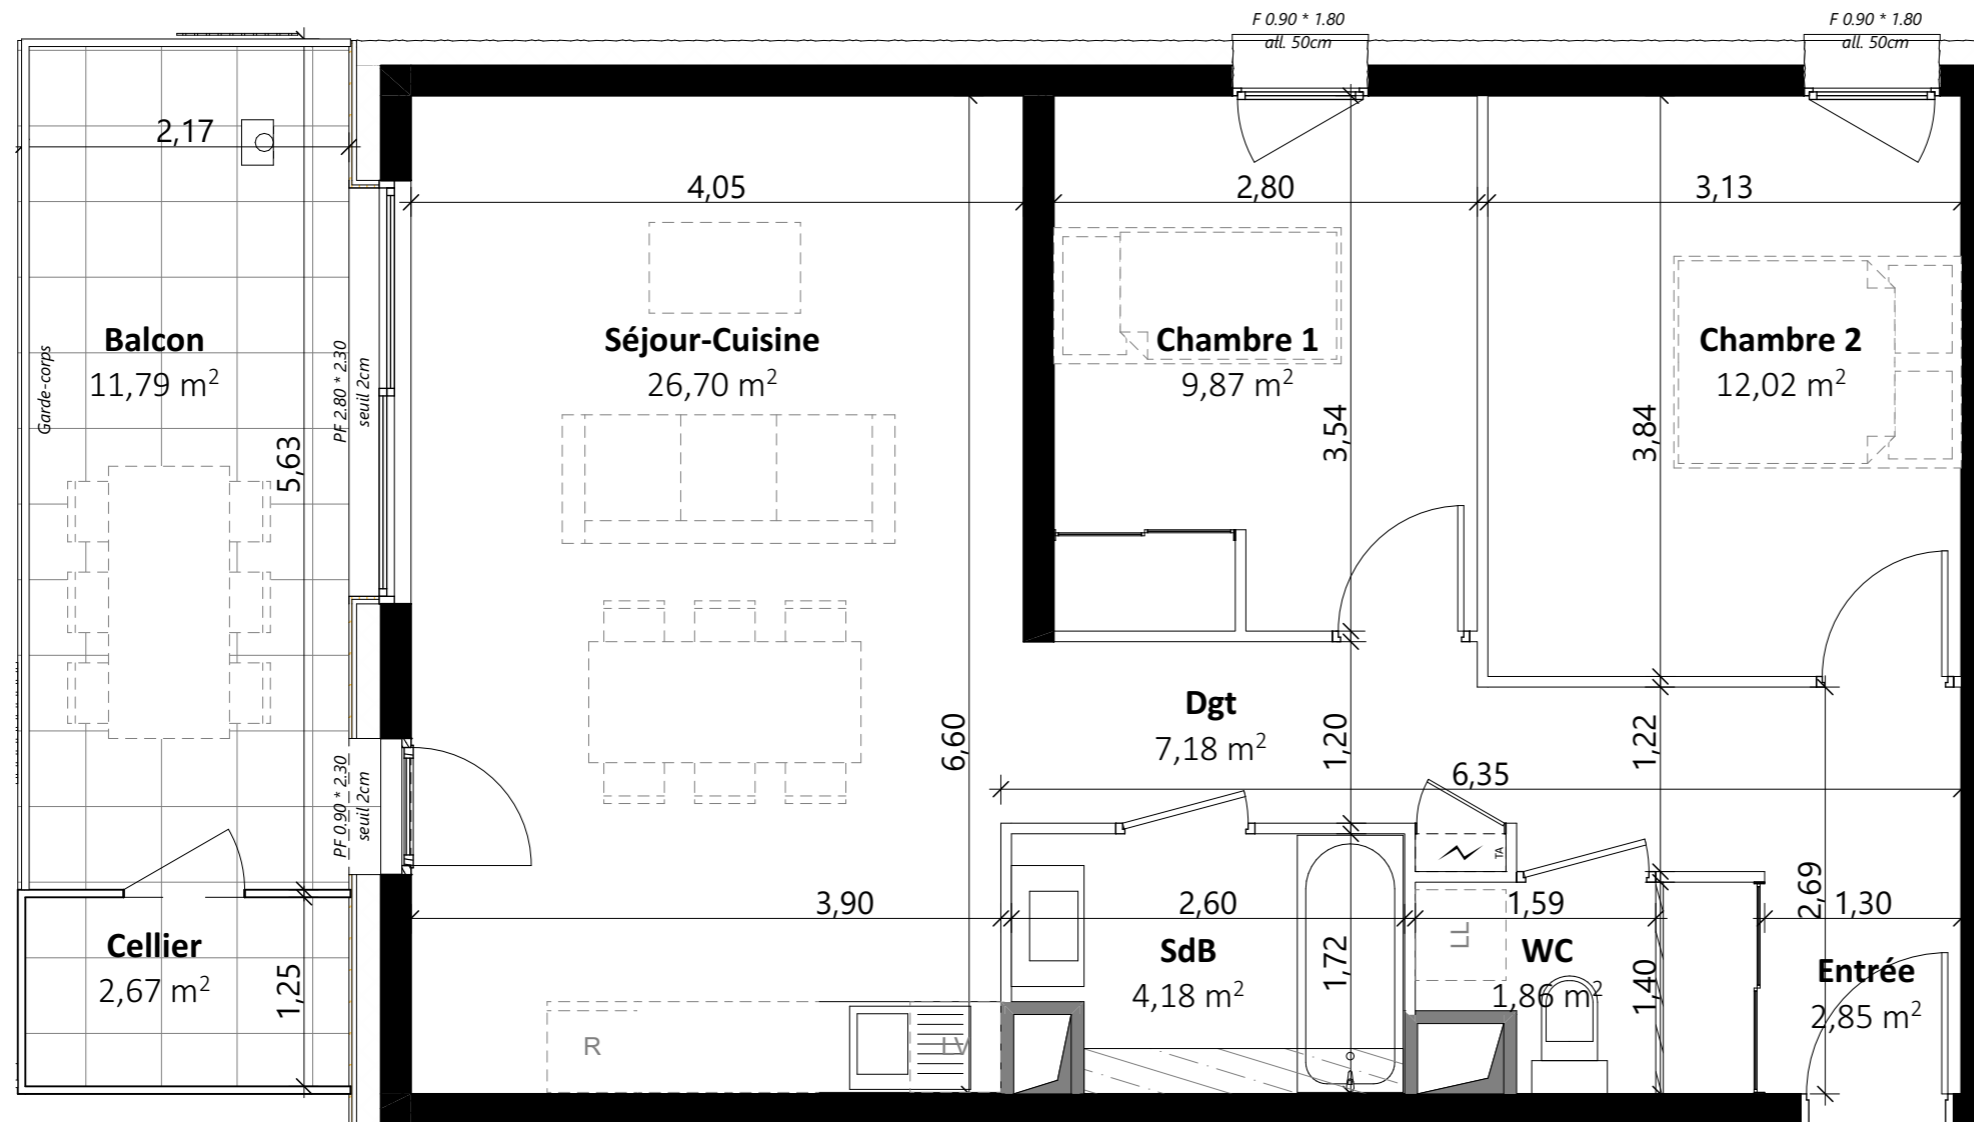 F 0.90 * 1.80
all. 50cm
F 0.90 * 1.80
all. 50cm
2,17
4,05
2,80
3,13
Balcon
11,79 m²
Séjour-Cuisine
26,70 m²
Chambre 1
9,87 m²
Chambre 2
12,02 m²
Garde-corps
PF 2.80 * 2.30
seuil 2cm
5,63
3,54
3,84
Dgt
7,18 m²
6,60
1,20
1,22
6,35
PF 0.90 * 2.30
seuil 2cm
TA
3,90
2,60
1,59
2,69
1,30
Cellier
2,67 m²
1,25
SdB
4,18 m²
1,72
LL
WC
1,86 m²
1,40
Entrée
2,85 m²
R
LV